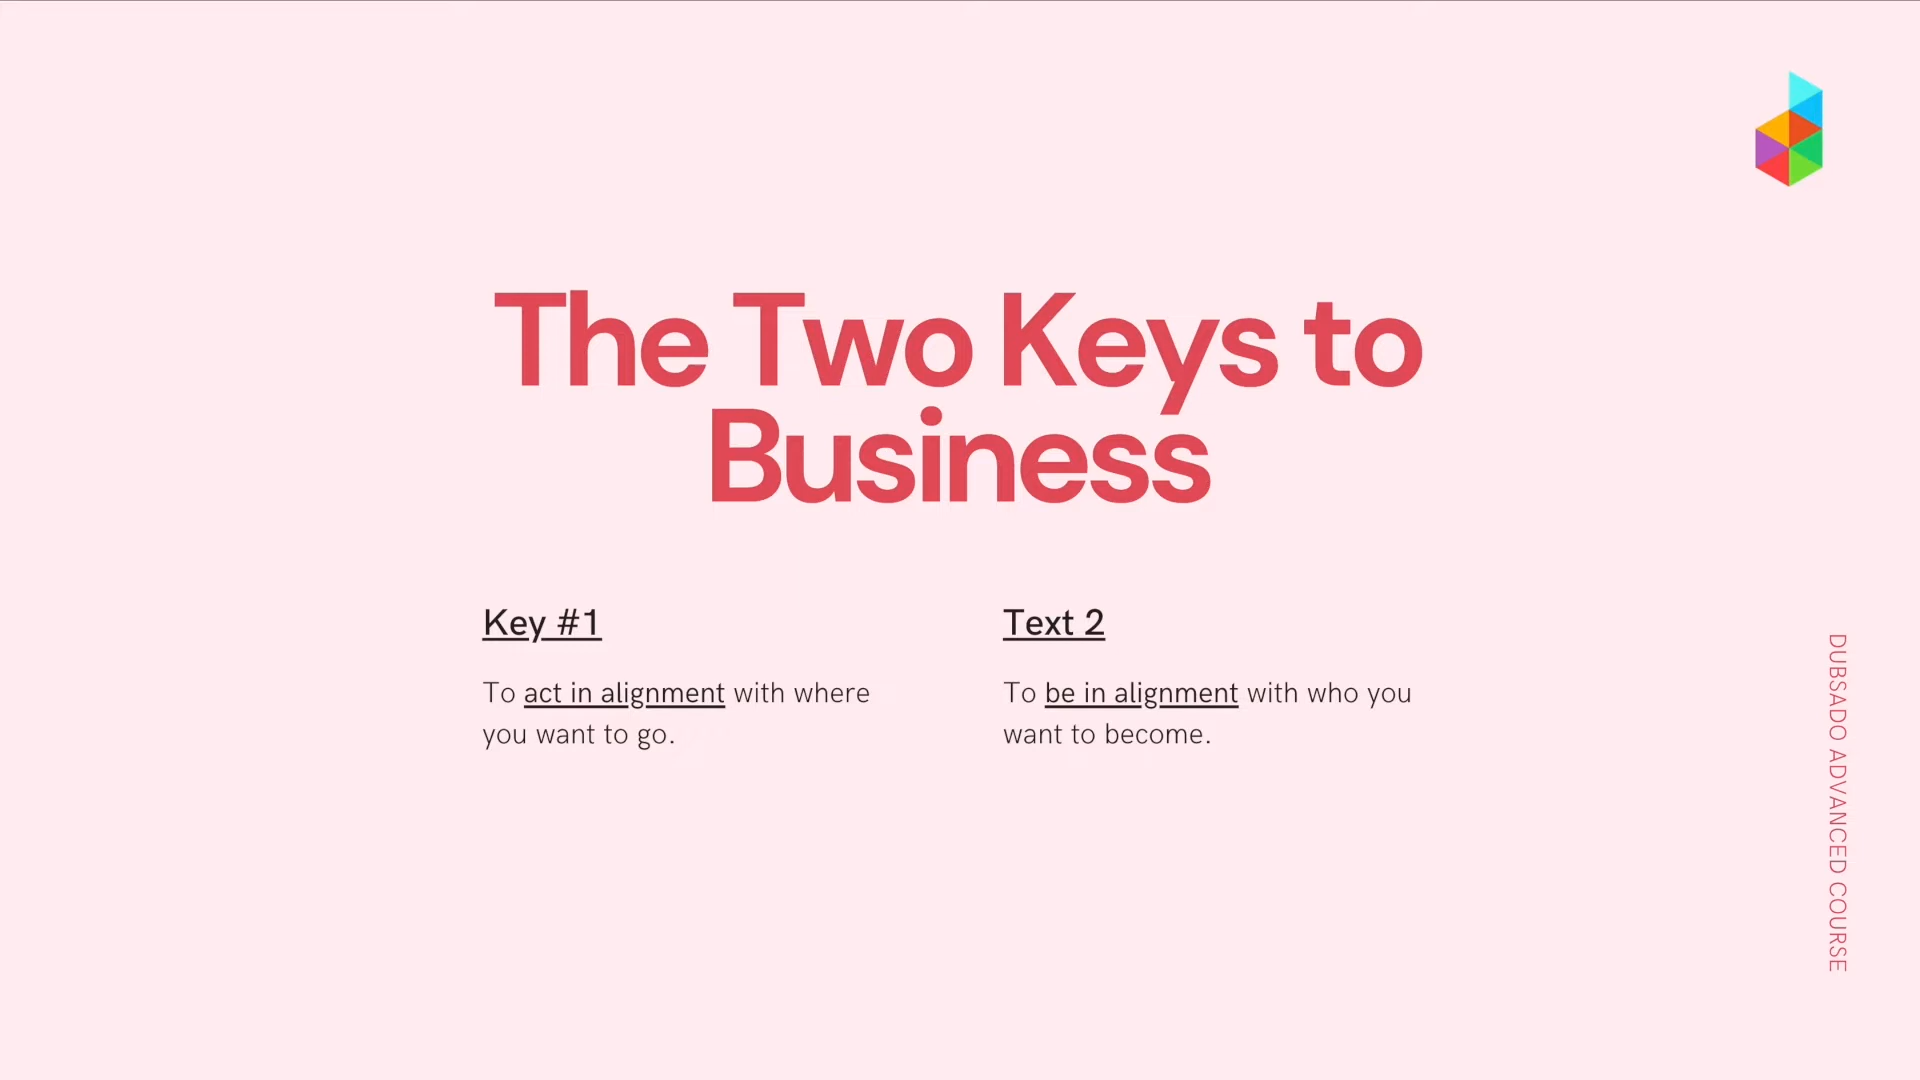 The Two Keys to
Business
Key #1
To act in alignment with where
you want to go.
Text 2
To be in alignment with who you
want to become.
DUBSADO ADVANCED COURSE